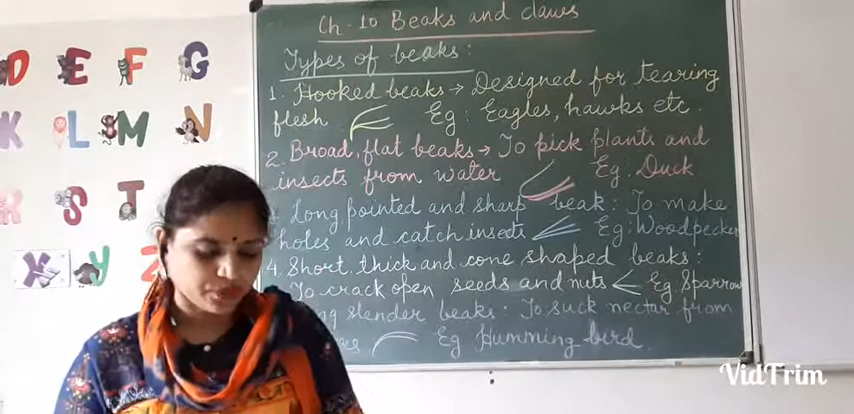 Ch-10 Beaks and claws
Types of beaks:
1. Hooked beaks → Designed for tearing
flesh Eg: Eagles, hawks etc.
2. Broad, flat beaks → To pick plants and
insects from water Eg: Duck
Long pointed and sharp beak: To make
holes and catch insects Eg: Woodpecker
4. Short, thick and cone shaped beaks:
To crack open seeds and nuts Eg. Sparrow
slender beaks: To suck nectar from
Eg Humming bird
D E F G
K L M N
R S T
X Y Z
VidTrim